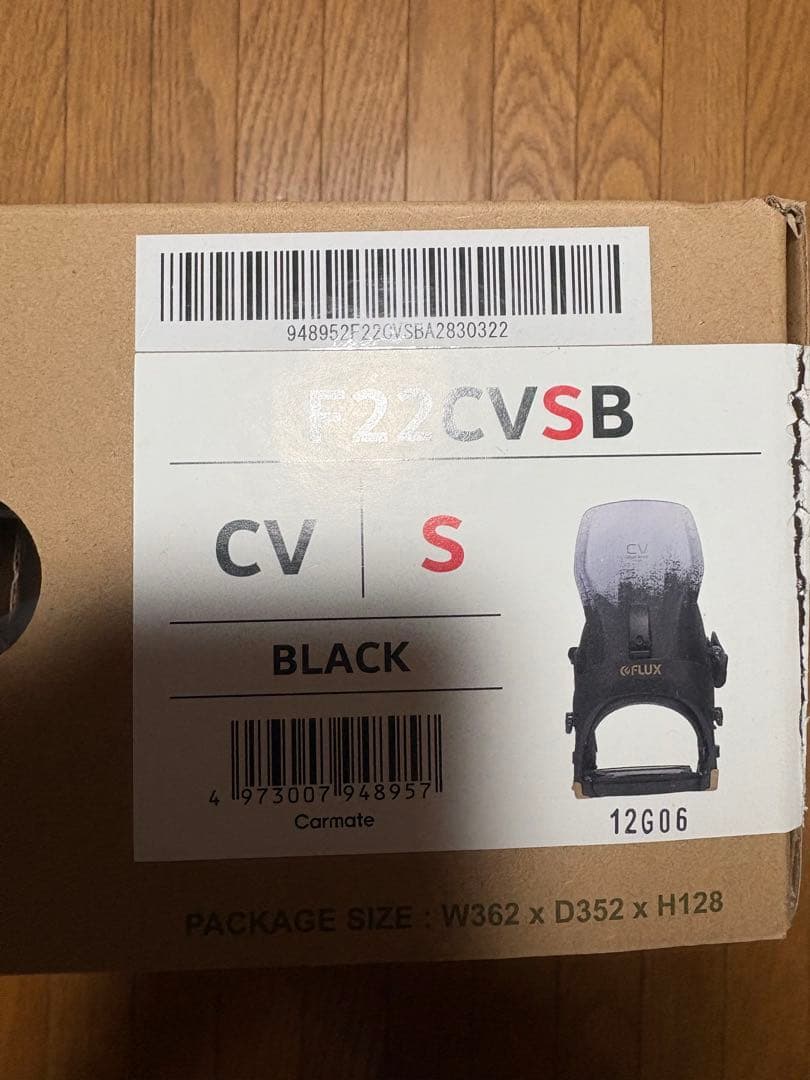 948952F22CVSBA2830322
F22CVSB
CV S
BLACK
CV
FLUX
4 973007 948957
Carmate
12G06
PACKAGE SIZE : W362 x D352 x H128